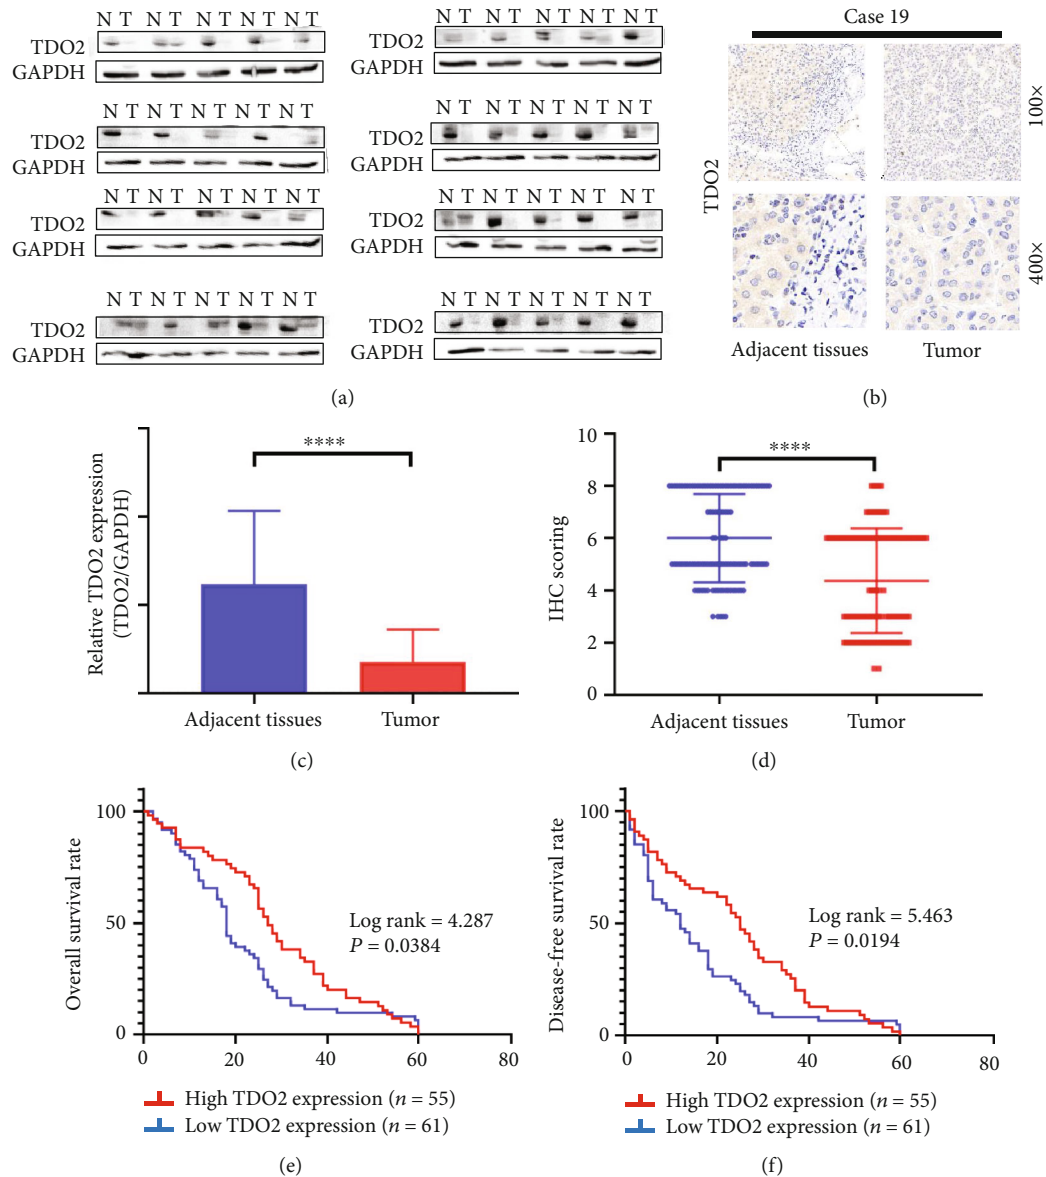 N T N T N T N T N T
TDO2
GAPDH
N T N T N T N T N T
TDO2
GAPDH
N T N T N T N T N T
TDO2
GAPDH
N T N T N T N T N T
TDO2
GAPDH
N T N T N T N T N T
TDO2
GAPDH
N T N T N T N T N T
TDO2
GAPDH
N T N T N T N T N T
TDO2
GAPDH
N T N T N T N T N T
TDO2
GAPDH
(a)
Case 19
TDO2
100×
400×
Adjacent tissues Tumor
(b)
Relative TDO2 expression
(TDO2/GAPDH)
****
Adjacent tissues Tumor
(c)
IHC scoring
10
8
6
4
2
0
****
Adjacent tissues Tumor
(d)
Overall survival rate
100
50
0
0 20 40 60 80
Log rank = 4.287
P = 0.0384
High TDO2 expression (n = 55)
Low TDO2 expression (n = 61)
(e)
Disease-free survival rate
100
50
0
0 20 40 60 80
Log rank = 5.463
P = 0.0194
High TDO2 expression (n = 55)
Low TDO2 expression (n = 61)
(f)